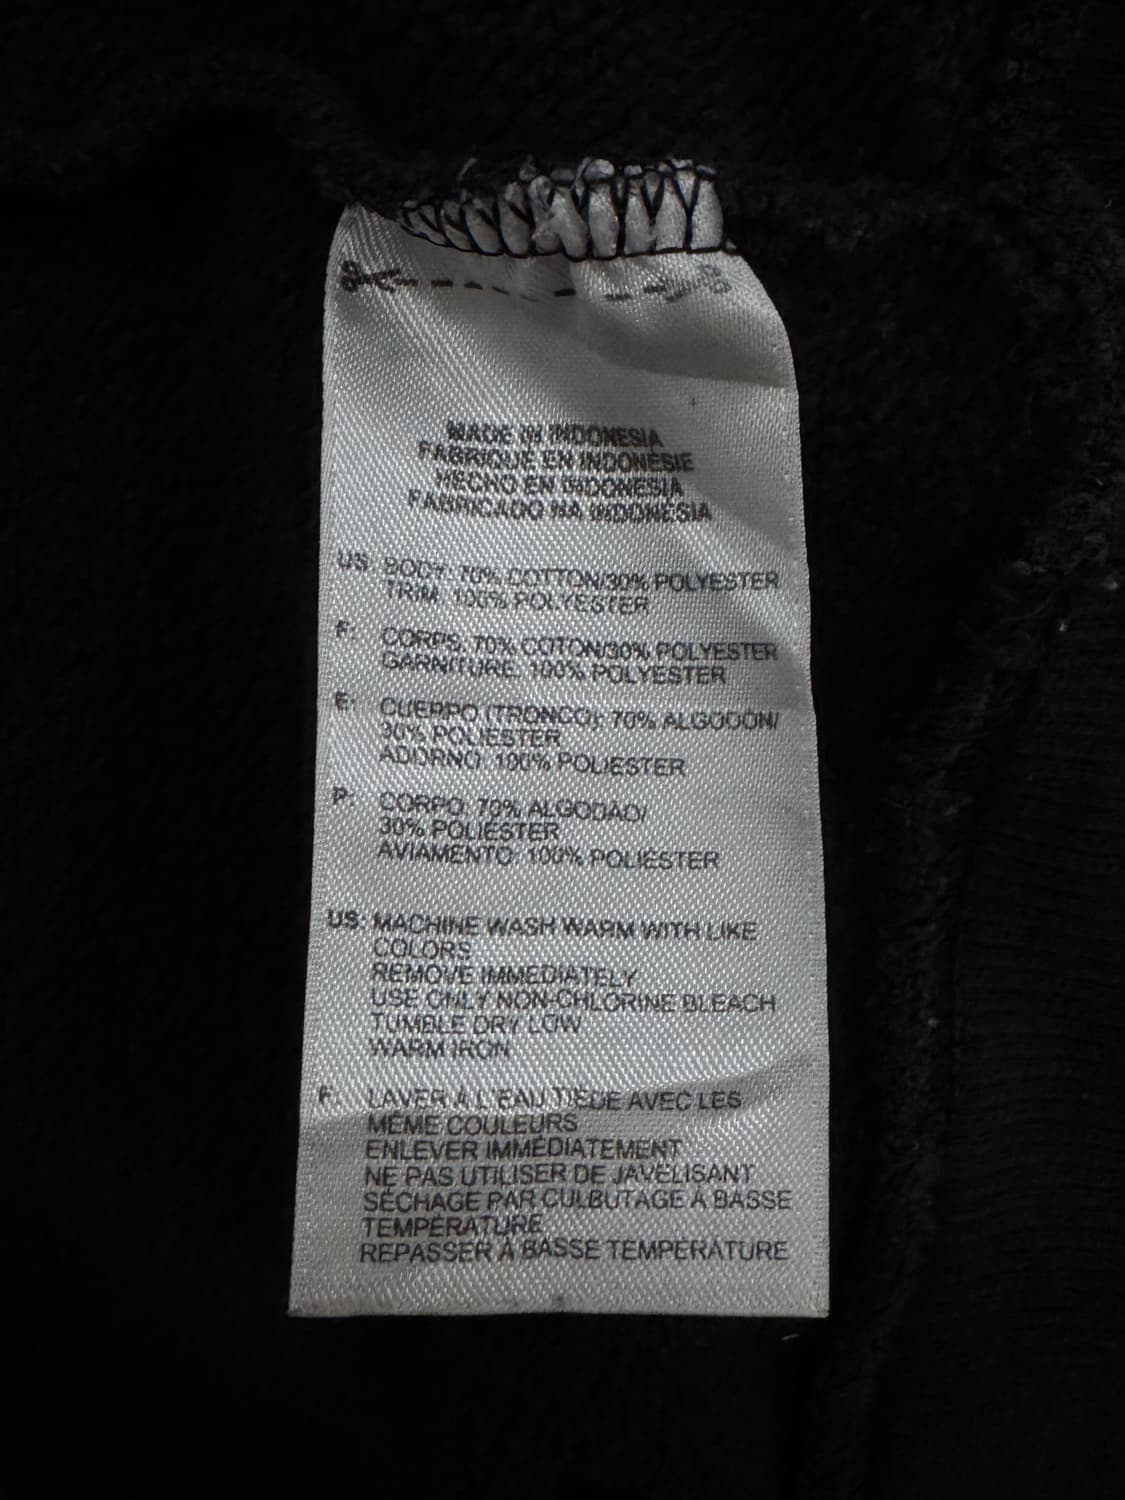 MADE IN INDONESIA
FABRIQUÉ EN INDONÉSIE
HECHO EN INDONESIA
FABRICADO NA INDONÉSIA
US: BODY: 70% COTTON/30% POLYESTER
TRIM: 100% POLYESTER
F: CORPS: 70% COTON/30% POLYESTER
GARNITURE: 100% POLYESTER
E: CUERPO (TRONCO): 70% ALGODÓN/
30% POLIÉSTER
ADORNO: 100% POLIÉSTER
P: CORPO: 70% ALGODÃO/
30% POLIÉSTER
AVIAMENTO: 100% POLIÉSTER
US: MACHINE WASH WARM WITH LIKE
COLORS
REMOVE IMMEDIATELY
USE ONLY NON-CHLORINE BLEACH
TUMBLE DRY LOW
WARM IRON
F: LAVER À L'EAU TIÈDE AVEC LES
MÊME COULEURS
ENLEVER IMMÉDIATEMENT
NE PAS UTILISER DE JAVELISANT
SÉCHAGE PAR CULBUTAGE À BASSE
TEMPÉRATURE
REPASSER À BASSE TEMPÉRATURE